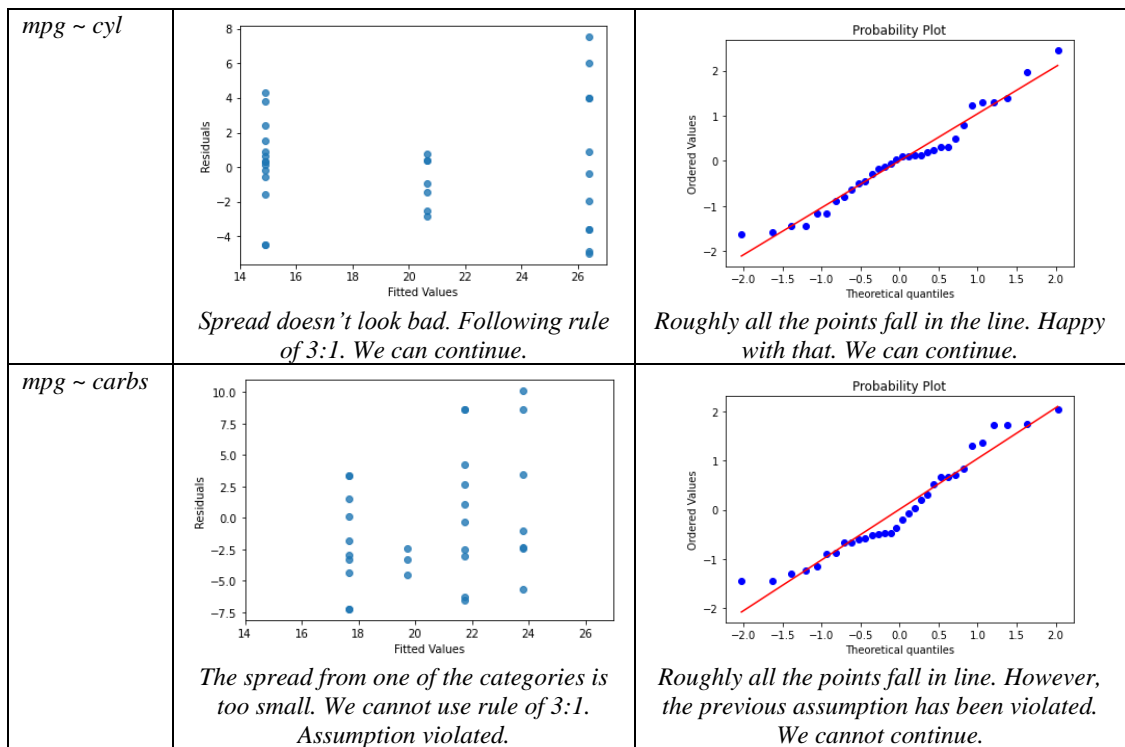 mpg ~ cyl
8
6
4
2
0
−2
−4
Residuals
14 16 18 20 22 24 26
Fitted Values
Spread doesn't look bad. Following rule
of 3:1. We can continue.
Probability Plot
2
1
0
−1
−2
Ordered Values
−2.0 −1.5 −1.0 −0.5 0.0 0.5 1.0 1.5 2.0
Theoretical quantiles
Roughly all the points fall in the line. Happy
with that. We can continue.
mpg ~ carbs
10.0
7.5
5.0
2.5
0.0
−2.5
−5.0
−7.5
Residuals
14 16 18 20 22 24 26
Fitted Values
The spread from one of the categories is
too small. We cannot use rule of 3:1.
Assumption violated.
Probability Plot
2
1
0
−1
−2
Ordered Values
−2.0 −1.5 −1.0 −0.5 0.0 0.5 1.0 1.5 2.0
Theoretical quantiles
Roughly all the points fall in line. However,
the previous assumption has been violated.
We cannot continue.